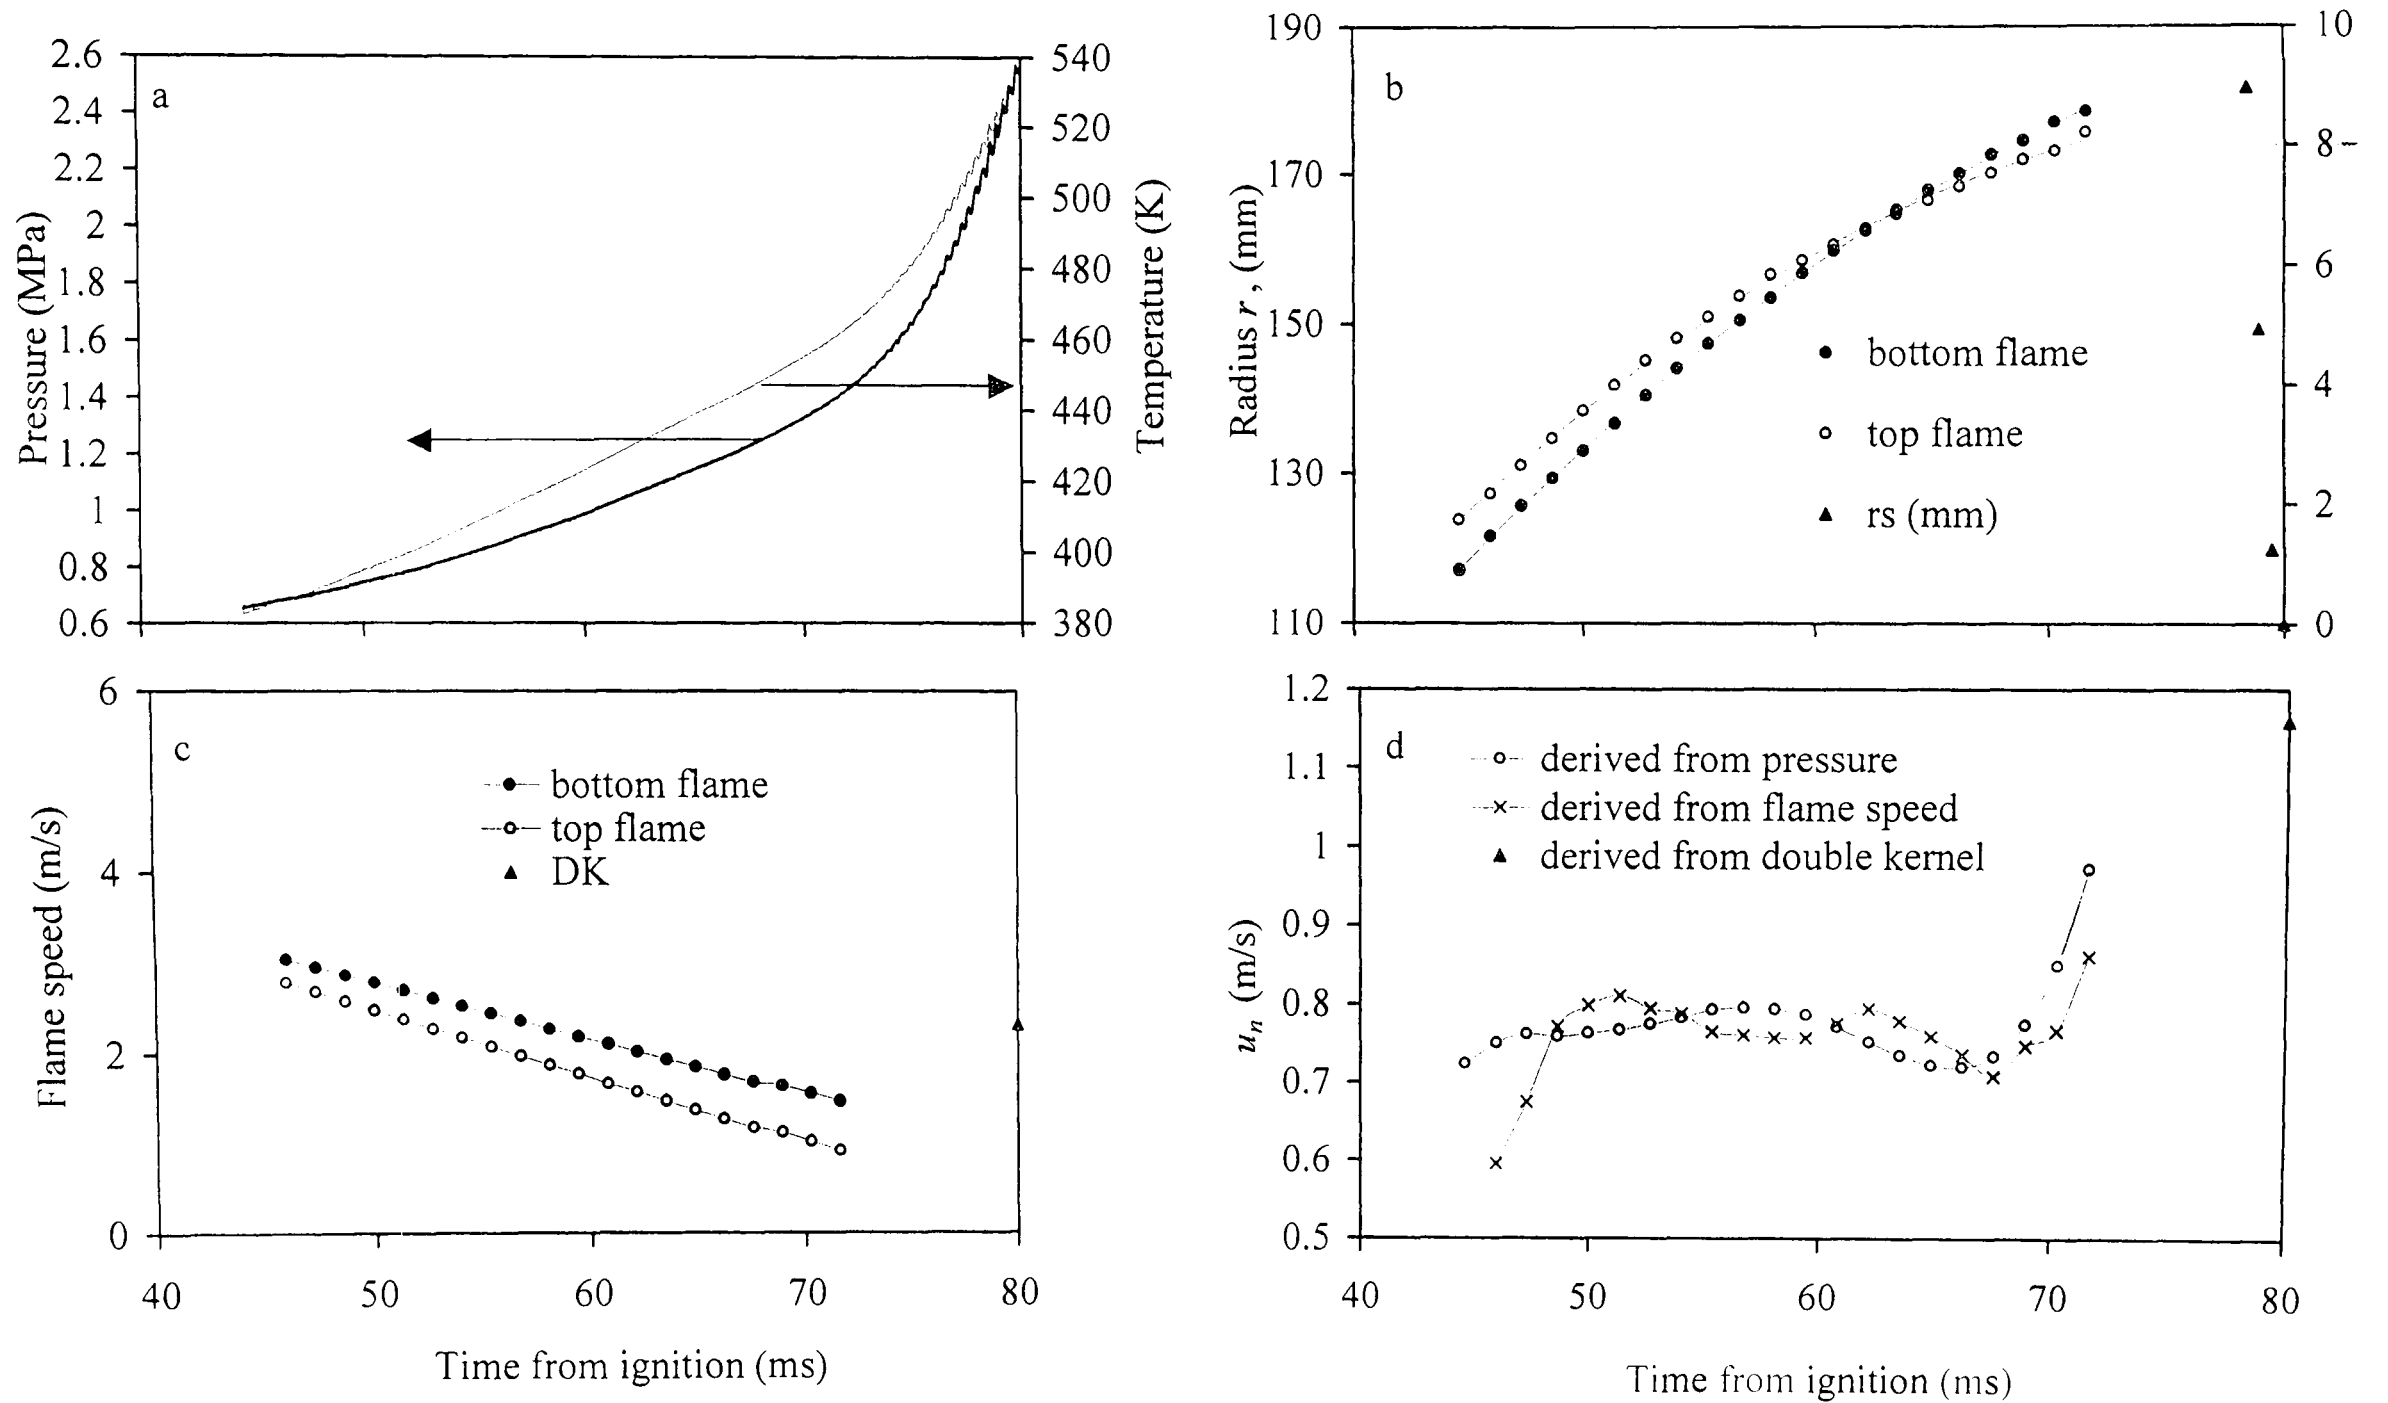 a
2.6
2.4
2.2
2
1.8
1.6
1.4
1.2
1
0.8
0.6
Pressure (MPa)
540
520
500
480
460
440
420
400
380
Temperature (K)
b
190
170
150
130
110
Radius r , (mm)
10
8
6
4
2
0
bottom flame
top flame
rs (mm)
c
6
4
2
0
Flame speed (m/s)
bottom flame
top flame
DK
40 50 60 70 80
Time from ignition (ms)
d
1.2
1.1
1
0.9
0.8
0.7
0.6
0.5
un (m/s)
derived from pressure
derived from flame speed
derived from double kernel
40 50 60 70 80
Time from ignition (ms)